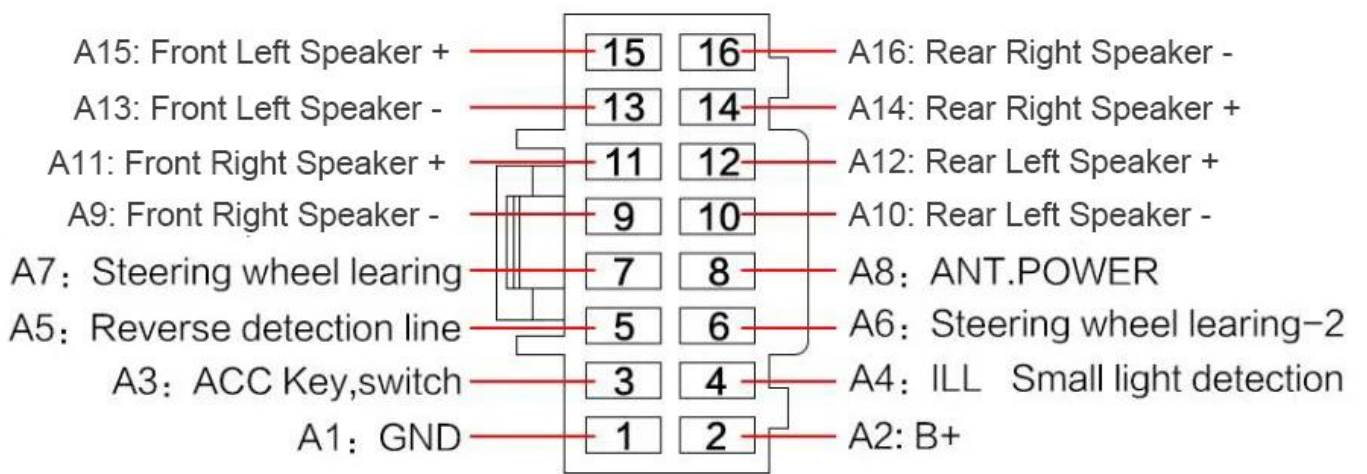 A15: Front Left Speaker + 15 16 A16: Rear Right Speaker -
A13: Front Left Speaker - 13 14 A14: Rear Right Speaker +
A11: Front Right Speaker + 11 12 A12: Rear Left Speaker +
A9: Front Right Speaker - 9 10 A10: Rear Left Speaker -
A7: Steering wheel learing 7 8 A8: ANT.POWER
A5: Reverse detection line 5 6 A6: Steering wheel learing-2
A3: ACC Key,switch 3 4 A4: ILL Small light detection
A1: GND 1 2 A2: B+